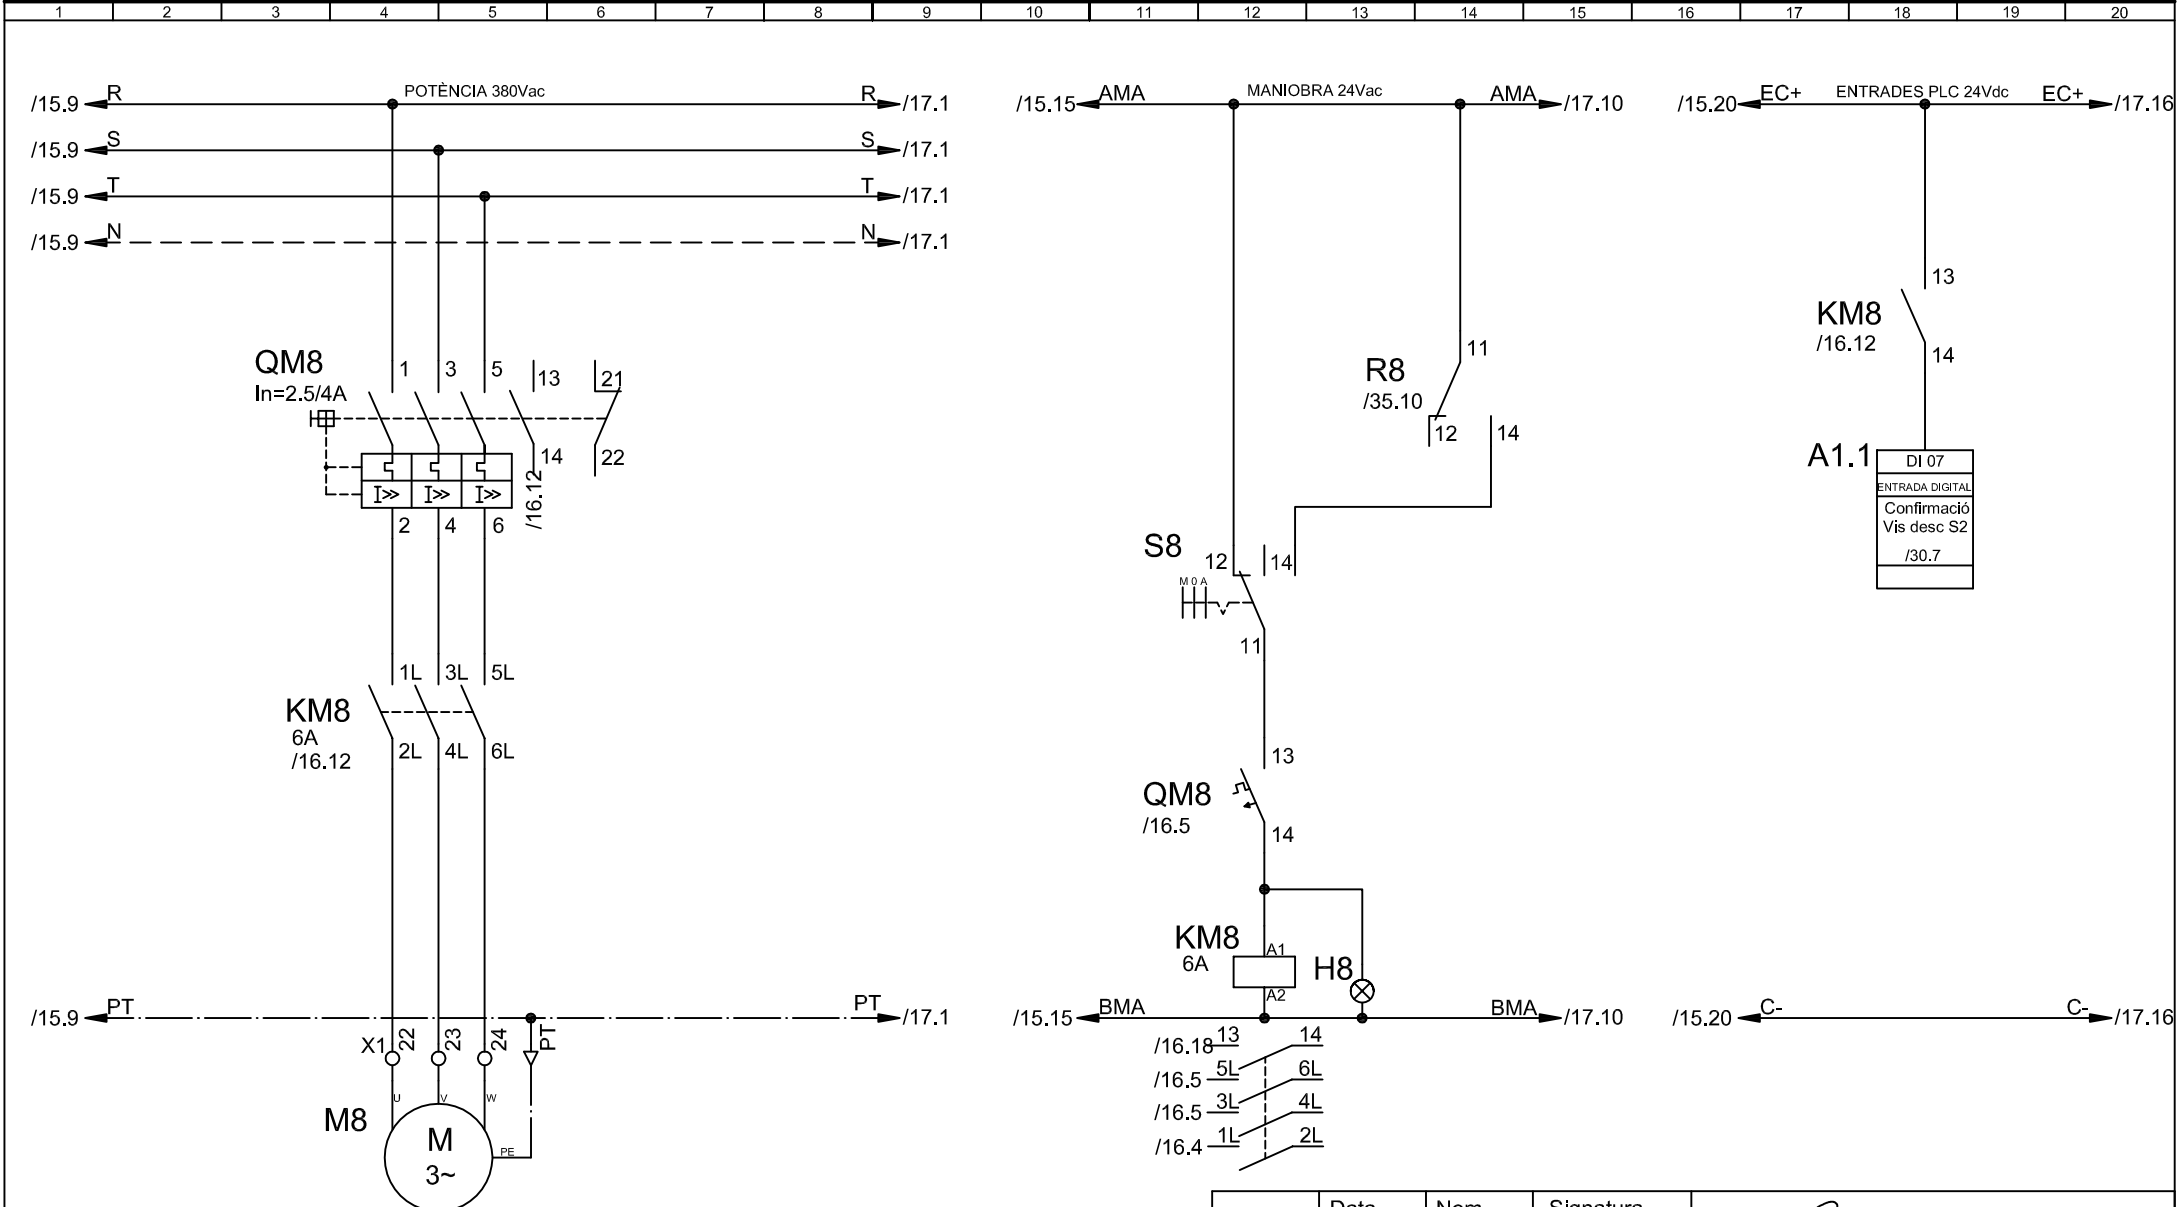 1 2 3 4 5 6 7 8 9 10 11 12 13 14 15 16 17 18 19 20
/15.9 R POTÈNCIA 380Vac R /17.1
/15.15 AMA MANIOBRA 24Vac AMA /17.10
/15.20 EC+ ENTRADES PLC 24Vdc EC+ /17.16
/15.9 S S /17.1
/15.9 T T /17.1
/15.9 N N /17.1
QM8
In=2.5/4A
1 3 5 13 21
14 22
I>> I>> I>>
2 4 6
/16.12
KM8
6A
/16.12
1L 3L 5L
2L 4L 6L
/15.9 PT PT /17.1
X1 22 23 24 PT
U V W
M8
M
3~
PE
R8
/35.10
11
12 14
S8
12 14
M 0 A
11
QM8
/16.5
13
14
KM8
6A
A1
A2
H8
/15.15 BMA BMA /17.10
/16.18 13 14
/16.5 5L 6L
/16.5 3L 4L
/16.4 1L 2L
KM8
/16.12
13
14
A1.1
DI 07
ENTRADA DIGITAL
Confirmació
Vis desc S2
/30.7
/15.20 C- C- /17.16
Data Nom Signatura